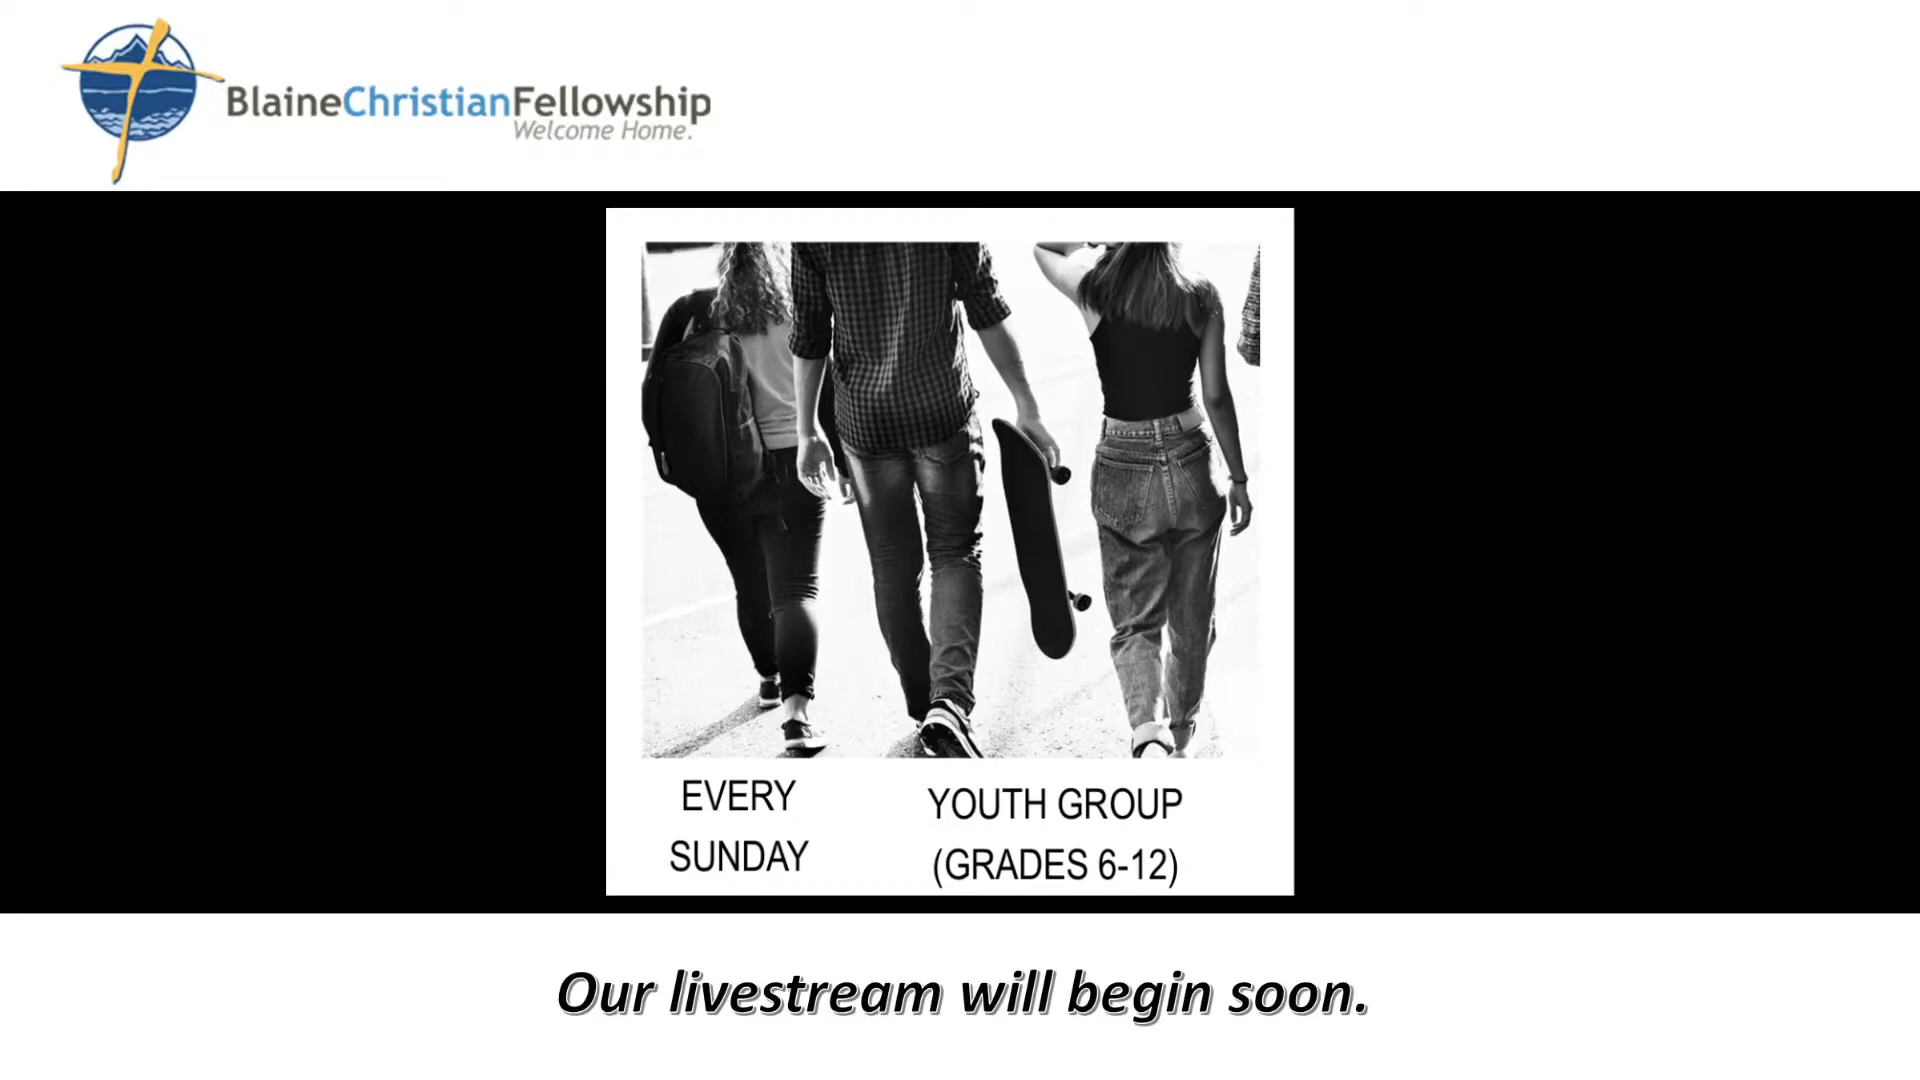 BlaineChristianFellowship
Welcome Home.
EVERY
SUNDAY
YOUTH GROUP
(GRADES 6-12)
Our livestream will begin soon.